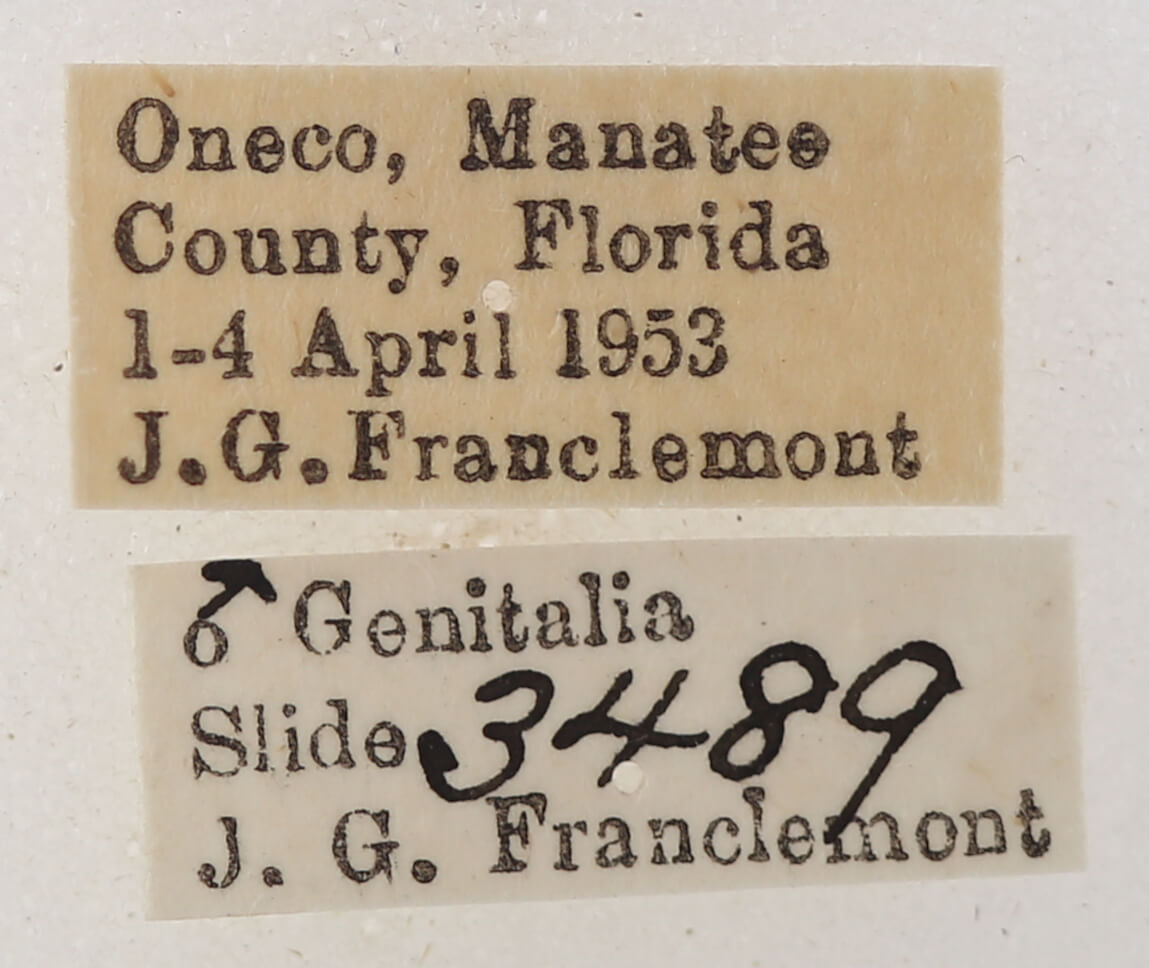 Oneco, Manatee
County, Florida
1-4 April 1953
J.G.Franclemont
♂ Genitalia
Slide 3489
J. G. Franclemont